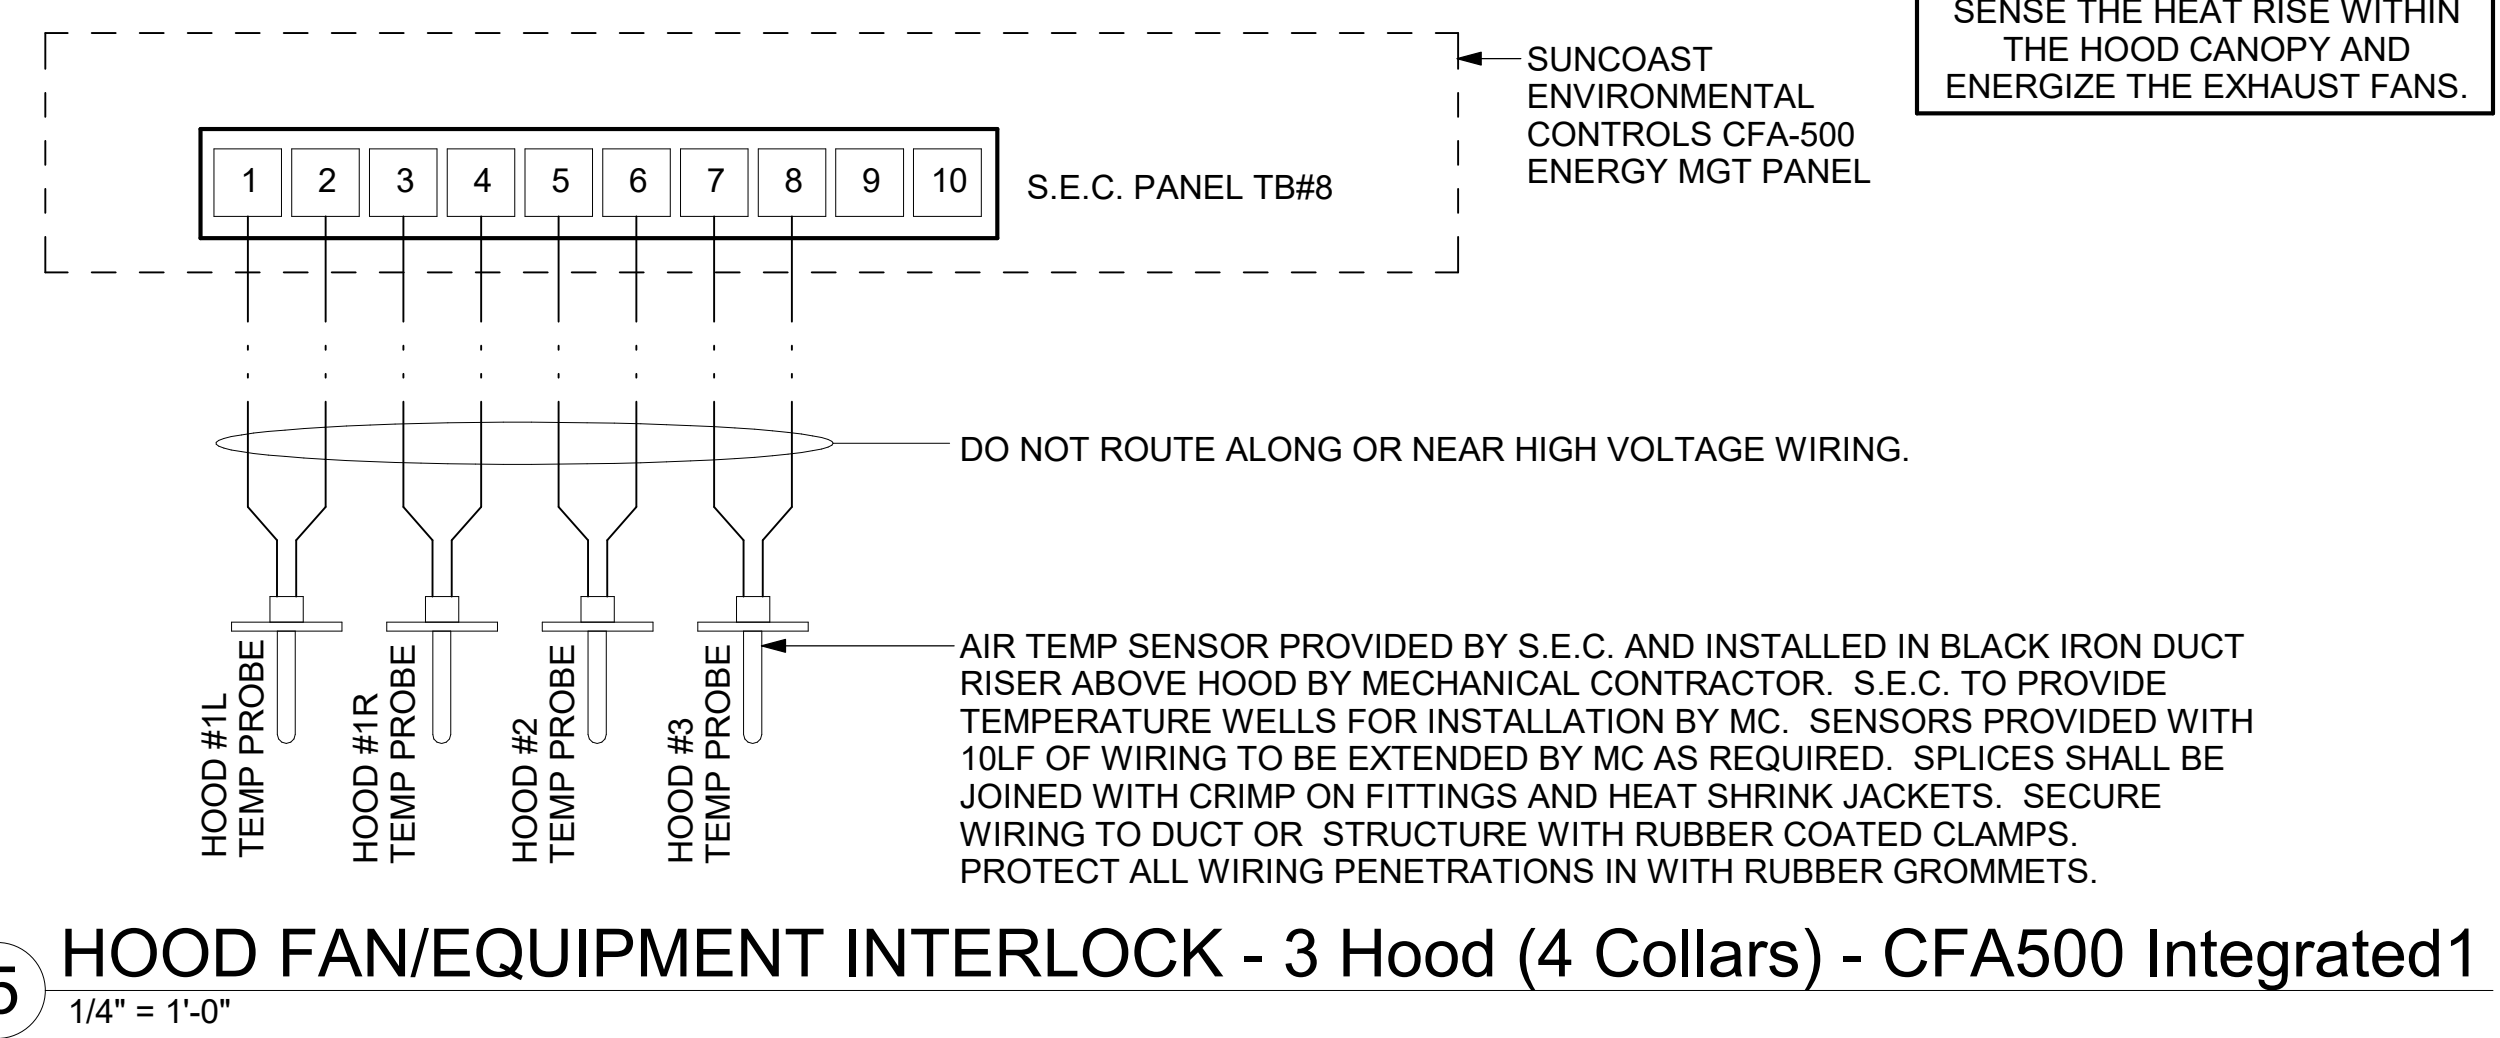 SENSE THE HEAT RISE WITHIN
THE HOOD CANOPY AND
ENERGIZE THE EXHAUST FANS.
SUNCOAST
ENVIRONMENTAL
CONTROLS CFA-500
ENERGY MGT PANEL
1 2 3 4 5 6 7 8 9 10
S.E.C. PANEL TB#8
DO NOT ROUTE ALONG OR NEAR HIGH VOLTAGE WIRING.
HOOD #1L
TEMP PROBE
HOOD #1R
TEMP PROBE
HOOD #2
TEMP PROBE
HOOD #3
TEMP PROBE
AIR TEMP SENSOR PROVIDED BY S.E.C. AND INSTALLED IN BLACK IRON DUCT
RISER ABOVE HOOD BY MECHANICAL CONTRACTOR.  S.E.C. TO PROVIDE
TEMPERATURE WELLS FOR INSTALLATION BY MC.  SENSORS PROVIDED WITH
10LF OF WIRING TO BE EXTENDED BY MC AS REQUIRED.  SPLICES SHALL BE
JOINED WITH CRIMP ON FITTINGS AND HEAT SHRINK JACKETS.  SECURE
WIRING TO DUCT OR  STRUCTURE WITH RUBBER COATED CLAMPS.
PROTECT ALL WIRING PENETRATIONS IN WITH RUBBER GROMMETS.
5
HOOD FAN/EQUIPMENT INTERLOCK - 3 Hood (4 Collars) - CFA500 Integrated1
1/4" = 1'-0"